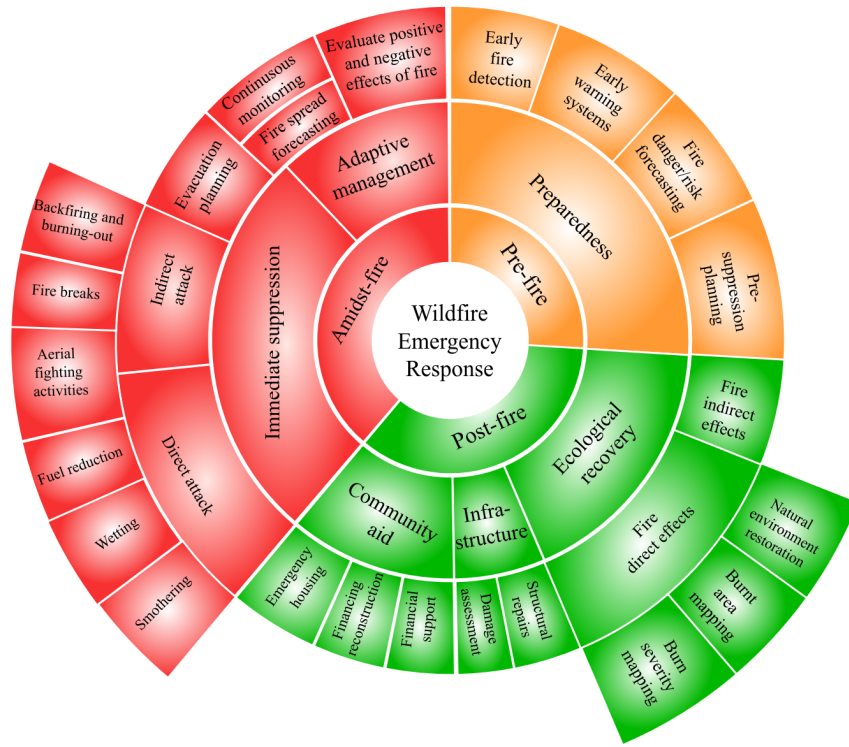 Wildfire
Emergency
Response
Pre-fire
Preparedness
Early
fire
detection
Early
warning
systems
Fire
danger/risk
forecasting
Pre-
suppression
planning
Post-fire
Ecological
recovery
Fire
indirect
effects
Fire
direct effects
Natural
environment
restoration
Burnt
area
mapping
Burn
severity
mapping
Infra-
structure
Structural
repairs
Damage
assessment
Community
aid
Financial
support
Financing
reconstruction
Emergency
housing
Amidst-fire
Immediate suppression
Direct attack
Smothering
Wetting
Fuel reduction
Aerial
fighting
activities
Indirect
attack
Fire breaks
Backfiring and
burning-out
Evacuation
planning
Adaptive
management
Fire spread
forecasting
Continusous
monitoring
Evaluate positive
and negative
effects of fire